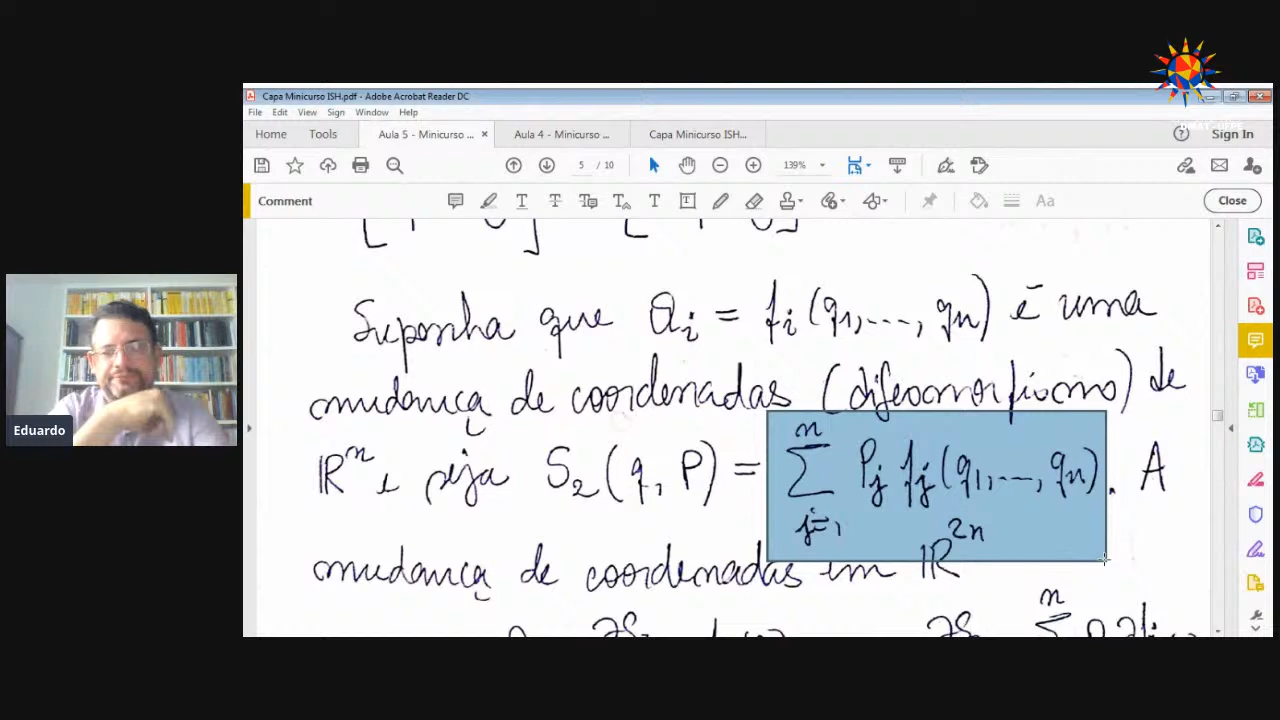 Capa Minicurso ISH.pdf - Adobe Acrobat Reader DC
File Edit View Sign Window Help
Home Tools Aula 5 - Minicurso ... × Aula 4 - Minicurso ... Capa Minicurso ISH... Sign In
5 / 10 139%
Comment Aa Close
Suponha que Qi = fi(q1,..., qn) é uma
mudança de coordenadas (difeomorfismo) de
ℝⁿ e seja S₂(q, P) = n∑j=1 Pj fj(q1,..., qn). A
mudança de coordenadas em ℝ²ⁿ
Eduardo